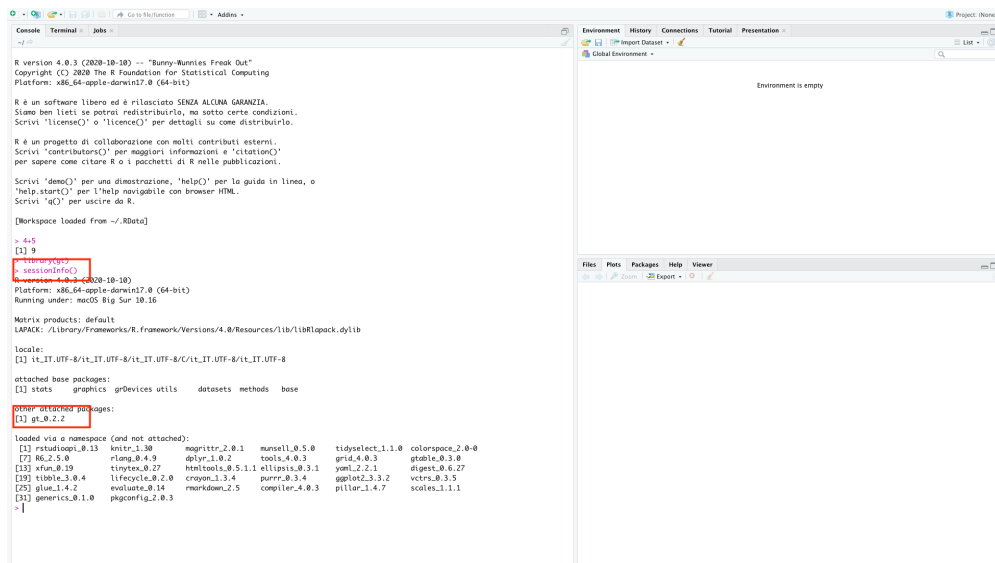 Go to file/function
Addins
Project: (None
Console Terminal Jobs
~/
R version 4.0.3 (2020-10-10) -- "Bunny-Wunnies Freak Out"
Copyright (C) 2020 The R Foundation for Statistical Computing
Platform: x86_64-apple-darwin17.0 (64-bit)
R è un software libero ed è rilasciato SENZA ALCUNA GARANZIA.
Siamo ben lieti se potrai redistribuirlo, ma sotto certe condizioni.
Scrivi 'license()' o 'licence()' per dettagli su come distribuirlo.
R è un progetto di collaborazione con molti contributi esterni.
Scrivi 'contributors()' per maggiori informazioni e 'citation()'
per sapere come citare R o i pacchetti di R nelle pubblicazioni.
Scrivi 'demo()' per una dimostrazione, 'help()' per la guida in linea, o
'help.start()' per l'help navigabile con browser HTML.
Scrivi 'q()' per uscire da R.
[Workspace loaded from ~/.RData]
> 4+5
[1] 9
> library(gt)
> sessionInfo()
R version 4.0.3 (2020-10-10)
Platform: x86_64-apple-darwin17.0 (64-bit)
Running under: macOS Big Sur 10.16
Matrix products: default
LAPACK: /Library/Frameworks/R.framework/Versions/4.0/Resources/lib/libRlapack.dylib
locale:
[1] it_IT.UTF-8/it_IT.UTF-8/it_IT.UTF-8/C/it_IT.UTF-8/it_IT.UTF-8
attached base packages:
[1] stats graphics grDevices utils datasets methods base
other attached packages:
[1] gt_0.2.2
loaded via a namespace (and not attached):
[1] rstudioapi_0.13 knitr_1.30 magrittr_2.0.1 munsell_0.5.0 tidyselect_1.1.0 colorspace_2.0-0
[7] R6_2.5.0 rlang_0.4.9 dplyr_1.0.2 tools_4.0.3 grid_4.0.3 gtable_0.3.0
[13] xfun_0.19 tinytex_0.27 htmltools_0.5.1.1 ellipsis_0.3.1 yaml_2.2.1 digest_0.6.27
[19] tibble_3.0.4 lifecycle_0.2.0 crayon_1.3.4 purrr_0.3.4 ggplot2_3.3.2 vctrs_0.3.5
[25] glue_1.4.2 evaluate_0.14 rmarkdown_2.5 compiler_4.0.3 pillar_1.4.7 scales_1.1.1
[31] generics_0.1.0 pkgconfig_2.0.3
>
Environment History Connections Tutorial Presentation
Import Dataset
List
Global Environment
Environment is empty
Files Plots Packages Help Viewer
Zoom Export